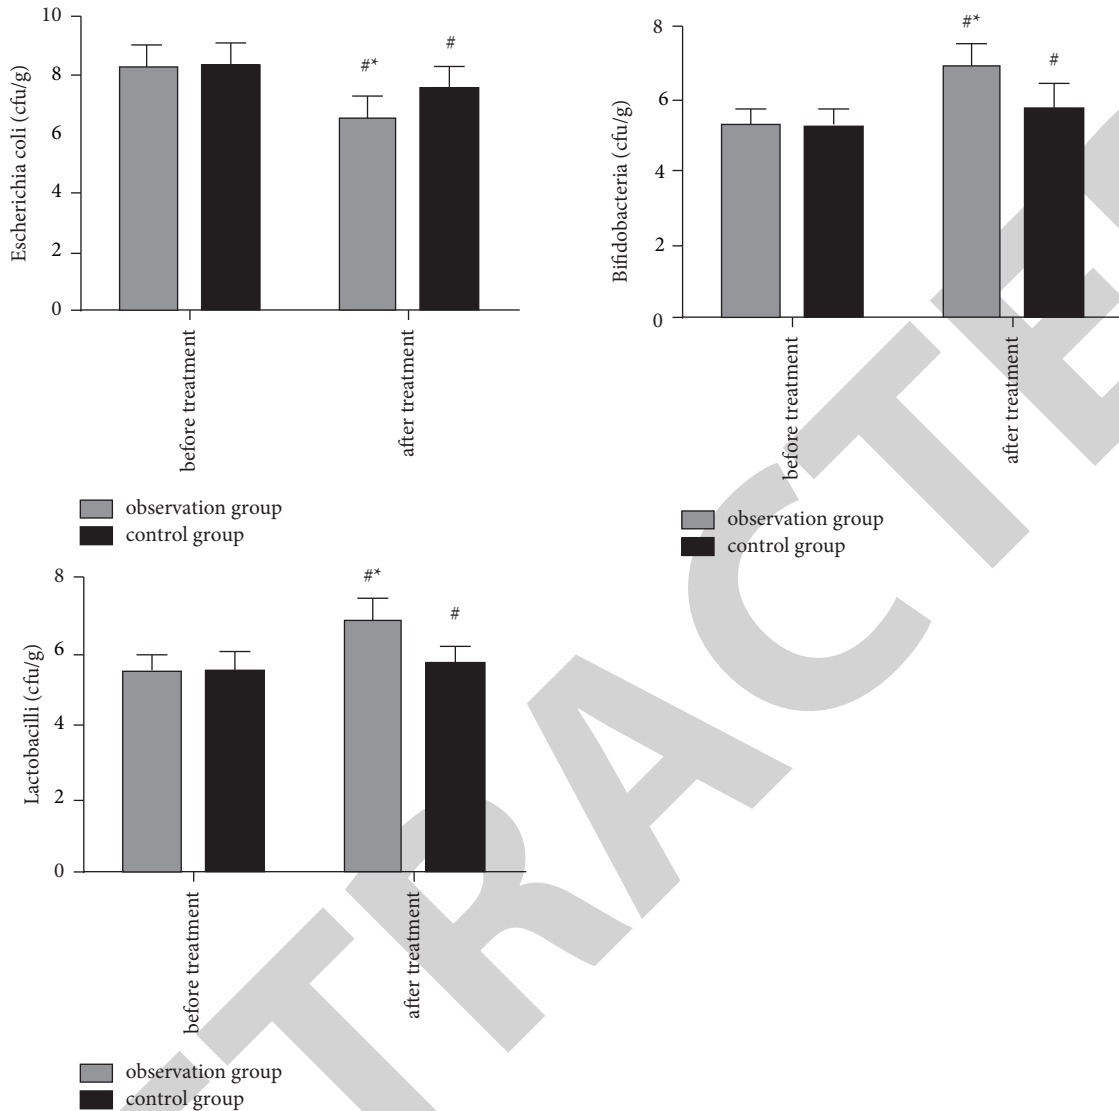 Escherichia coli (cfu/g)
10
8
6
4
2
0
#*
#
before treatment
after treatment
observation group
control group
Bifidobacteria (cfu/g)
8
6
4
2
0
#*
#
before treatment
after treatment
observation group
control group
Lactobacilli (cfu/g)
8
6
4
2
0
#*
#
before treatment
after treatment
observation group
control group
TRACTE